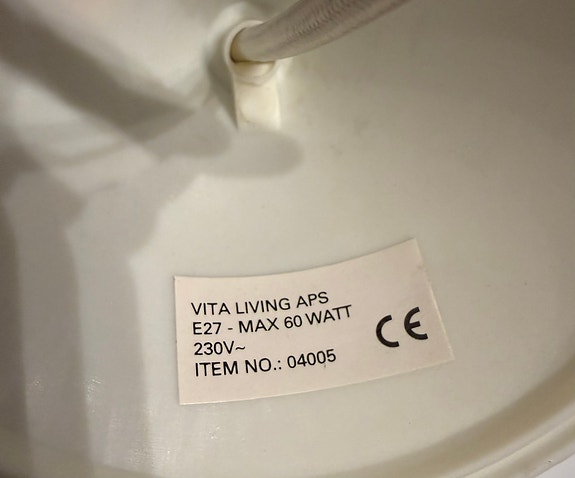 VITA LIVING APS
E27 - MAX 60 WATT
230V~
ITEM NO.: 04005
CE